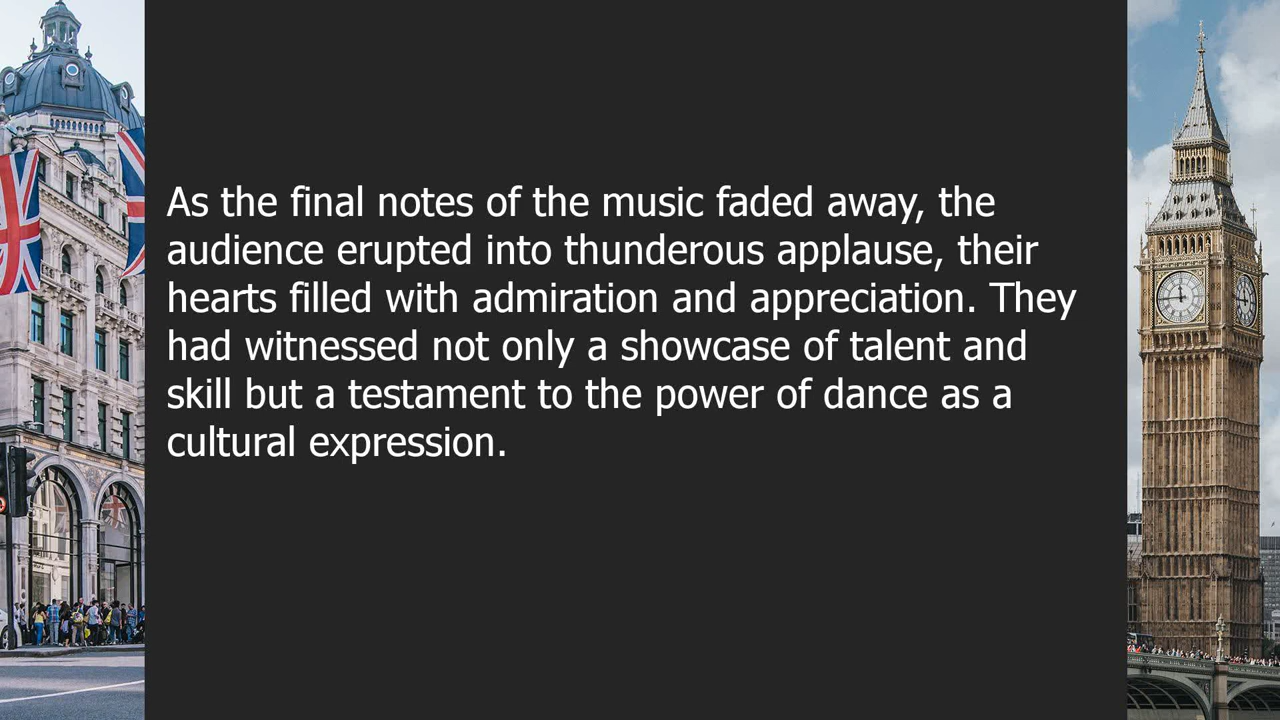 As the final notes of the music faded away, the
audience erupted into thunderous applause, their
hearts filled with admiration and appreciation. They
had witnessed not only a showcase of talent and
skill but a testament to the power of dance as a
cultural expression.